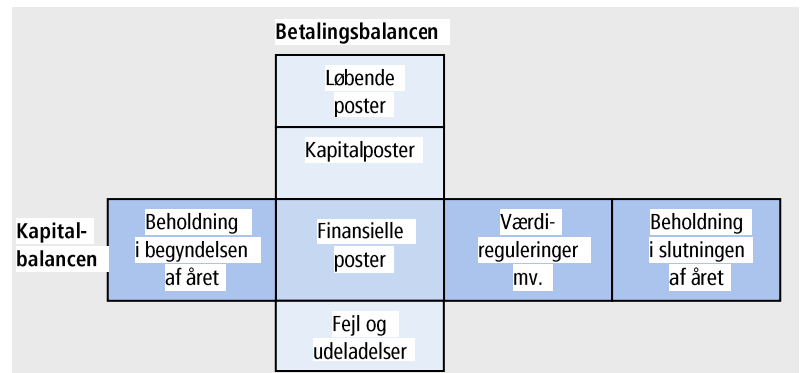 Betalingsbalancen
Løbende
poster
Kapitalposter
Kapital-
balancen
Beholdning
i begyndelsen
af året
Finansielle
poster
Værdi-
reguleringer
mv.
Beholdning
i slutningen
af året
Fejl og
udeladelser